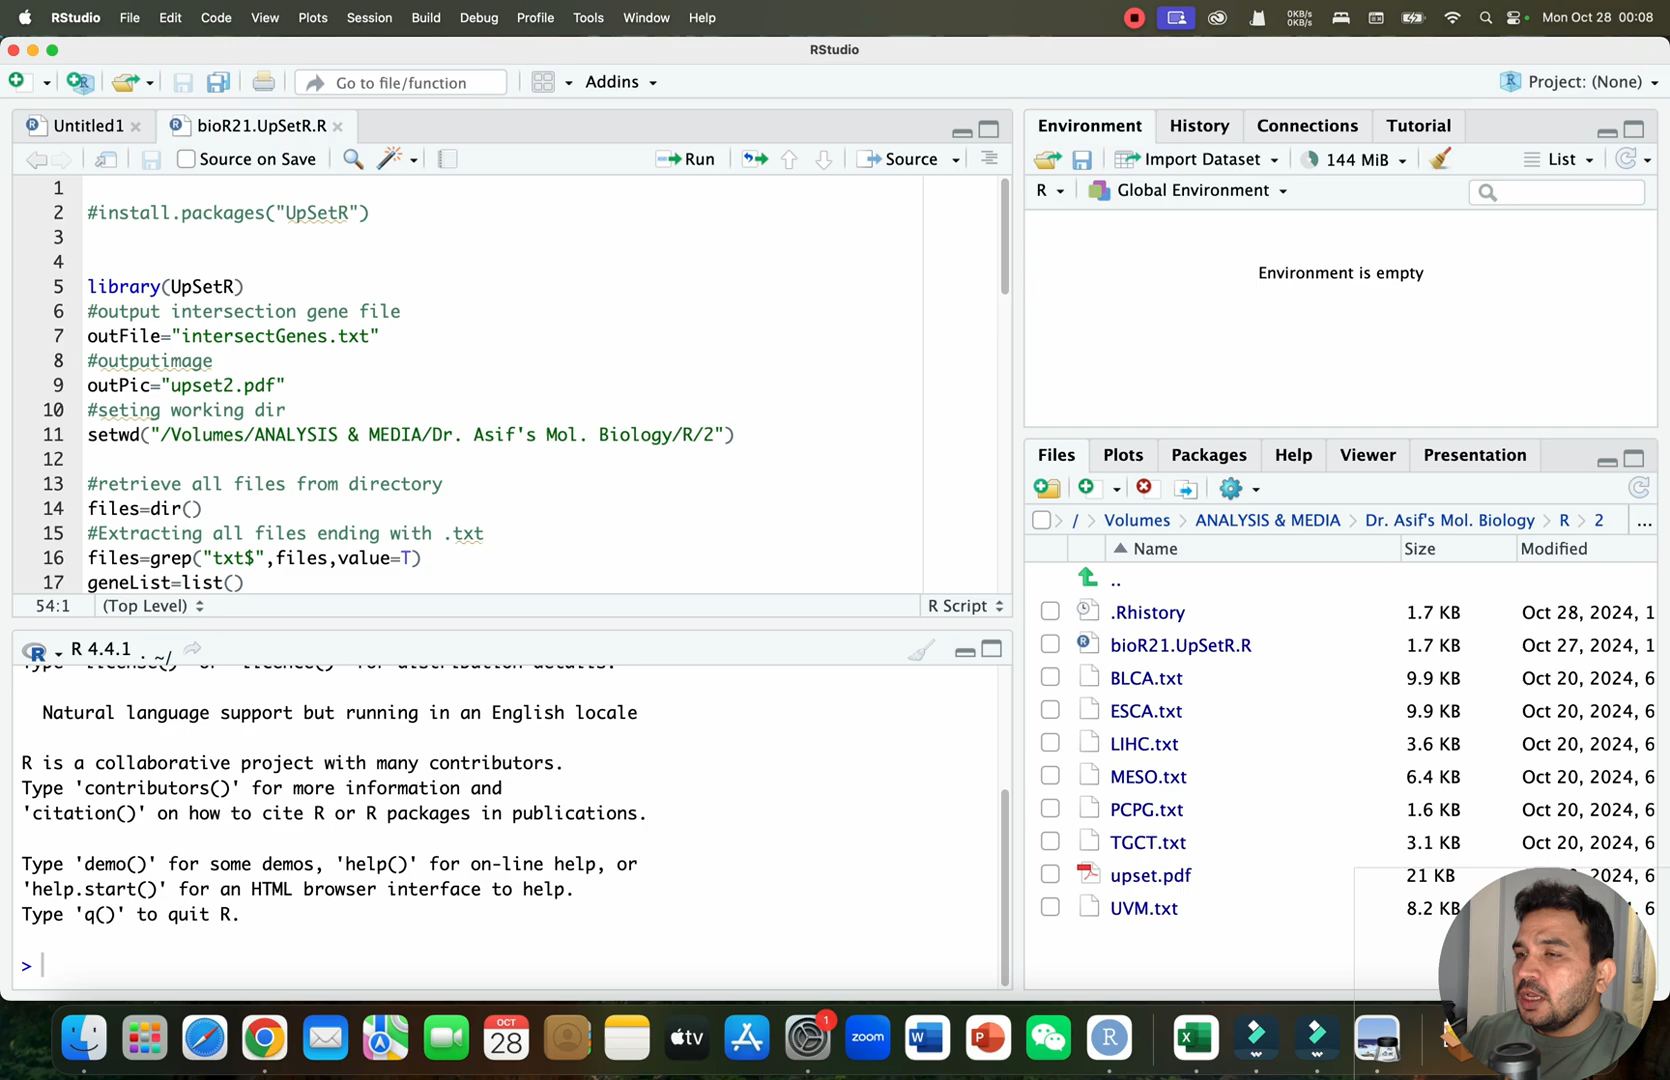 RStudio File Edit Code View Plots Session Build Debug Profile Tools Window Help 0KB/s 0KB/s Mon Oct 28 00:08
RStudio
Go to file/function Addins Project: (None)
Untitled1 bioR21.UpSetR.R
Source on Save Run Source
1
2 #install.packages("UpSetR")
3
4
5 library(UpSetR)
6 #output intersection gene file
7 outFile="intersectGenes.txt"
8 #outputimage
9 outPic="upset2.pdf"
10 #seting working dir
11 setwd("/Volumes/ANALYSIS & MEDIA/Dr. Asif's Mol. Biology/R/2")
12
13 #retrieve all files from directory
14 files=dir()
15 #Extracting all files ending with .txt
16 files=grep("txt$",files,value=T)
17 geneList=list()
54:1 (Top Level) R Script
R 4.4.1 . ~/
Type 'license()' or 'licence()' for distribution details.
Natural language support but running in an English locale
R is a collaborative project with many contributors.
Type 'contributors()' for more information and
'citation()' on how to cite R or R packages in publications.
Type 'demo()' for some demos, 'help()' for on-line help, or
'help.start()' for an HTML browser interface to help.
Type 'q()' to quit R.
>
Environment History Connections Tutorial
Import Dataset 144 MiB List
R Global Environment
Environment is empty
Files Plots Packages Help Viewer Presentation
/ Volumes ANALYSIS & MEDIA Dr. Asif's Mol. Biology R 2 ...
Name Size Modified
..
.Rhistory 1.7 KB Oct 28, 2024, 1
bioR21.UpSetR.R 1.7 KB Oct 27, 2024, 1
BLCA.txt 9.9 KB Oct 20, 2024, 6
ESCA.txt 9.9 KB Oct 20, 2024, 6
LIHC.txt 3.6 KB Oct 20, 2024, 6
MESO.txt 6.4 KB Oct 20, 2024, 6
PCPG.txt 1.6 KB Oct 20, 2024, 6
TGCT.txt 3.1 KB Oct 20, 2024, 6
upset.pdf 21 KB 6
UVM.txt 8.2 KB 6
OCT
28
tv
1
zoom
W
P
R
X